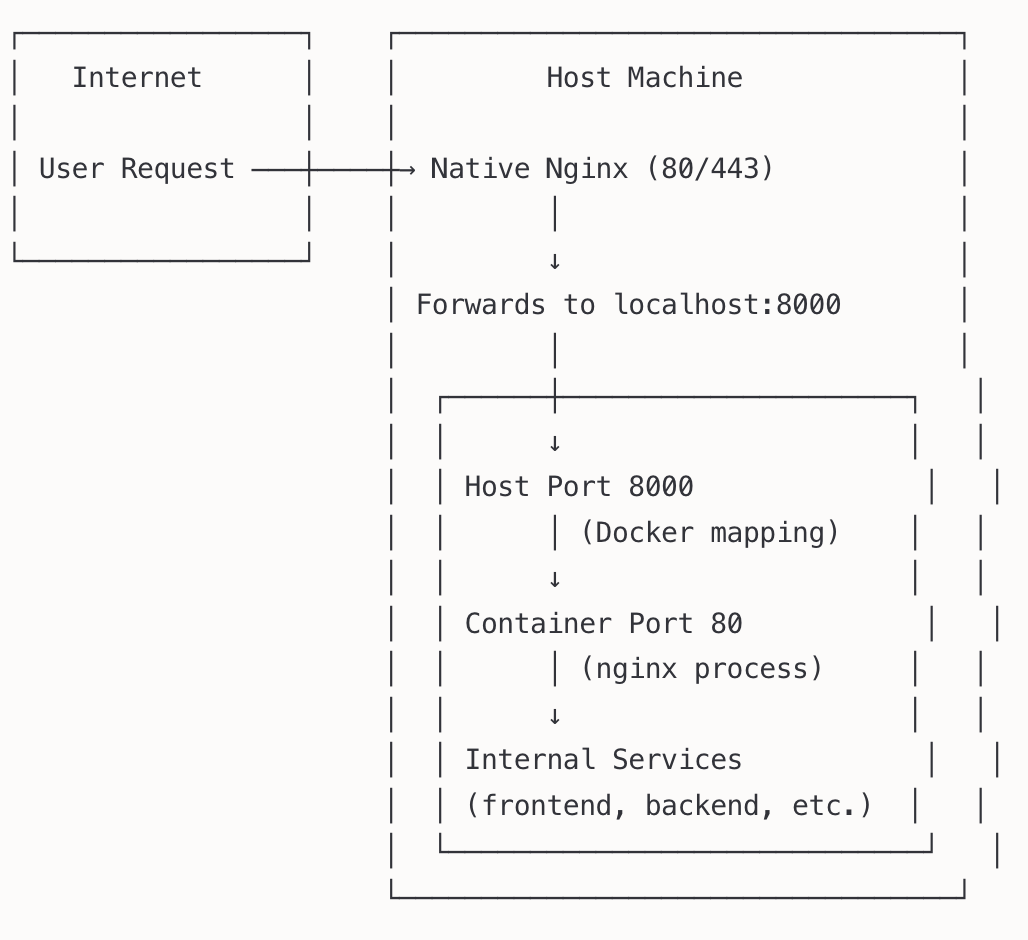 Internet
User Request
Host Machine
Native Nginx (80/443)
Forwards to localhost:8000
Host Port 8000
(Docker mapping)
Container Port 80
(nginx process)
Internal Services
(frontend, backend, etc.)